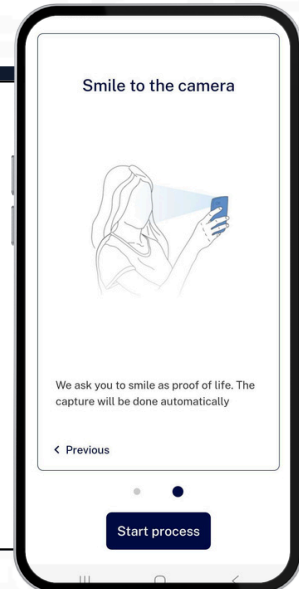 Smile to the camera
We ask you to smile as proof of life. The
capture will be done automatically
< Previous
Start process